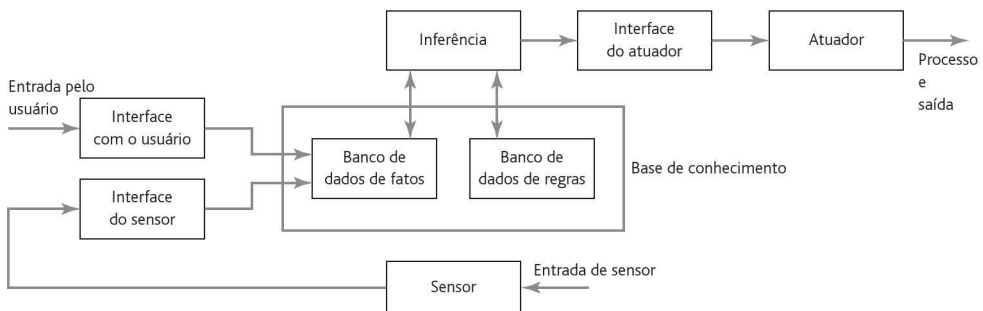 Inferência
Interface
do atuador
Atuador
Processo
e
saída
Entrada pelo
usuário
Interface
com o usuário
Banco de
dados de fatos
Banco de
dados de regras
Base de conhecimento
Interface
do sensor
Sensor
Entrada de sensor